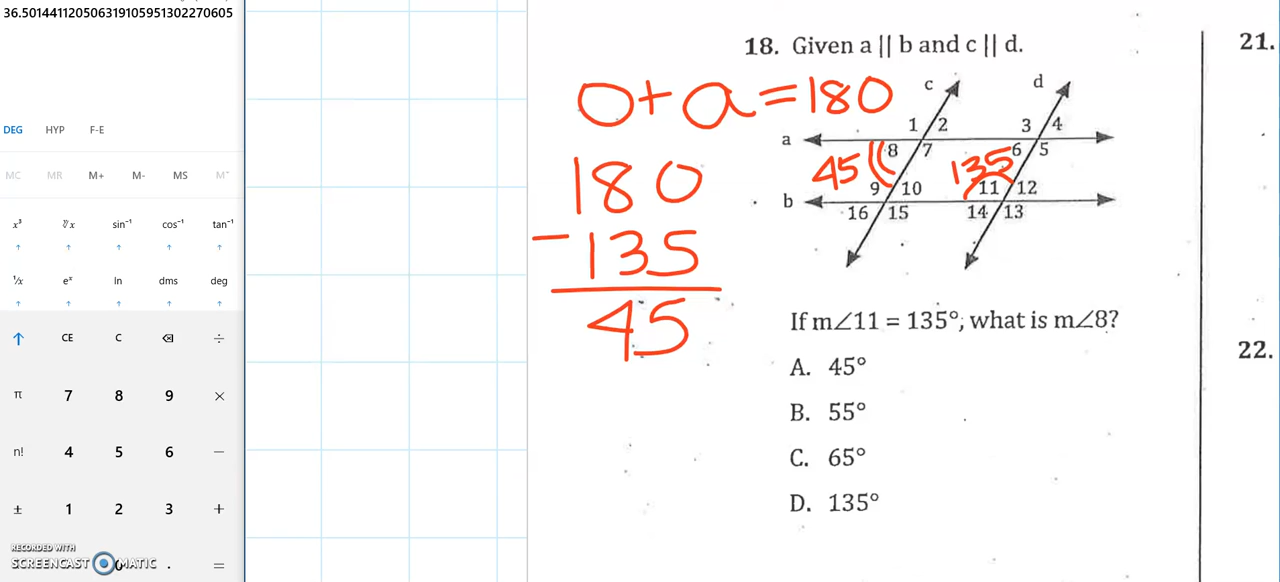 36.501441120506319105951302270605
DEG HYP F-E
MC MR M+ M- MS M˅
x³ ʸ√x sin⁻¹ cos⁻¹ tan⁻¹
↑ ↑ ↑ ↑ ↑
¹/x eˣ ln dms deg
↑ ↑ ↑ ↑ ↑
↑ CE C ⌫ ÷
π 7 8 9 ×
n! 4 5 6 −
± 1 2 3 +
0 . =
RECORDED WITH
SCREENCAST MATIC
18. Given a || b and c || d.
o + a = 180
180
-135
45
c d
1 2 3 4
a
8 7 6 5
45 135
9 10 11 12
b
16 15 14 13
If m∠11 = 135°, what is m∠8?
A. 45°
B. 55°
C. 65°
D. 135°
21.
22.